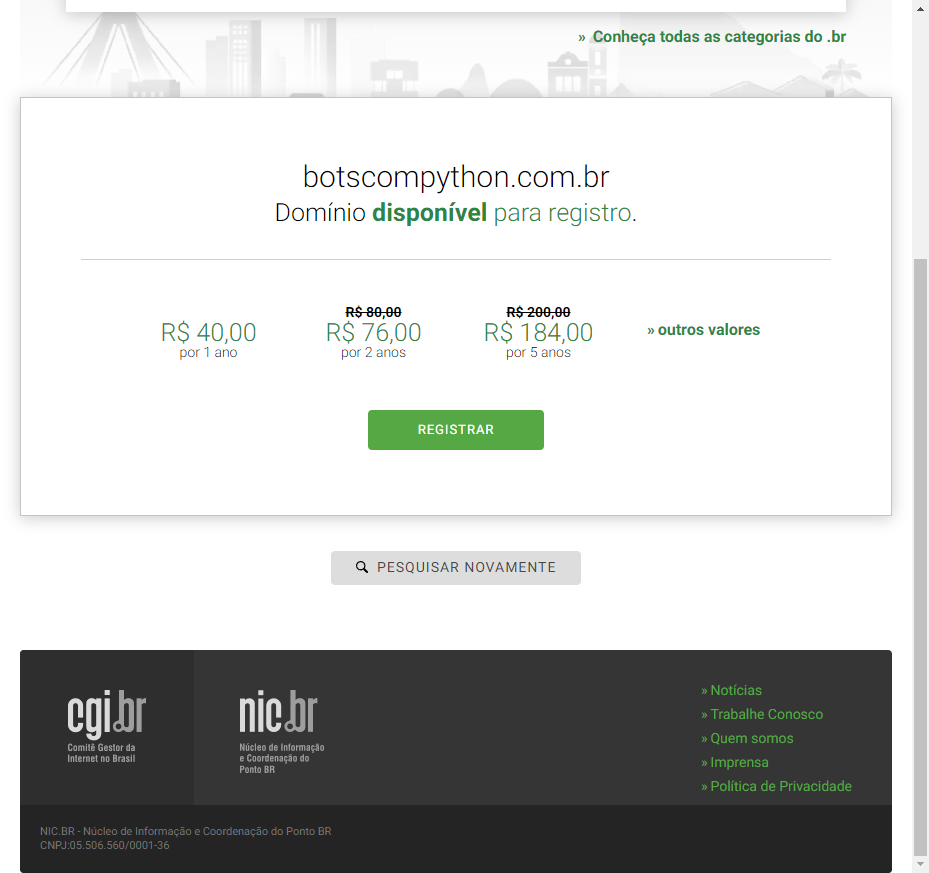 » Conheça todas as categorias do .br
botscompython.com.br
Domínio disponível para registro.
R$ 40,00
por 1 ano
R$ 80,00
R$ 76,00
por 2 anos
R$ 200,00
R$ 184,00
por 5 anos
» outros valores
REGISTRAR
PESQUISAR NOVAMENTE
cgi.br
Comitê Gestor da
Internet no Brasil
nic.br
Núcleo de Informação
e Coordenação do
Ponto BR
» Notícias
» Trabalhe Conosco
» Quem somos
» Imprensa
» Política de Privacidade
NIC.BR - Núcleo de Informação e Coordenação do Ponto BR
CNPJ:05.506.560/0001-36